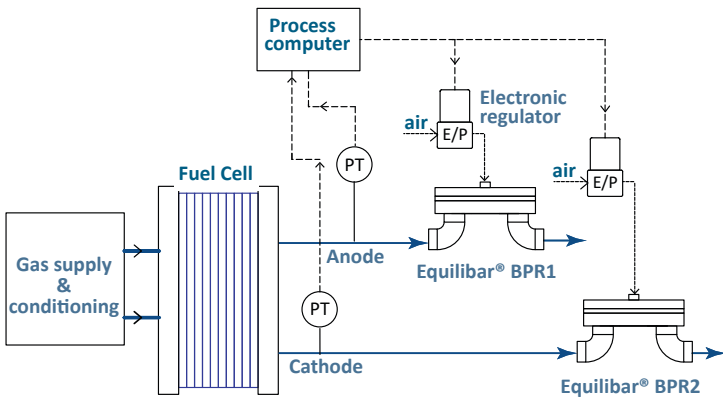 Process
computer
Electronic
regulator
air
E/P
Fuel Cell
PT
air
E/P
Gas supply
&
conditioning
Anode
Equilibar® BPR1
PT
Cathode
Equilibar® BPR2